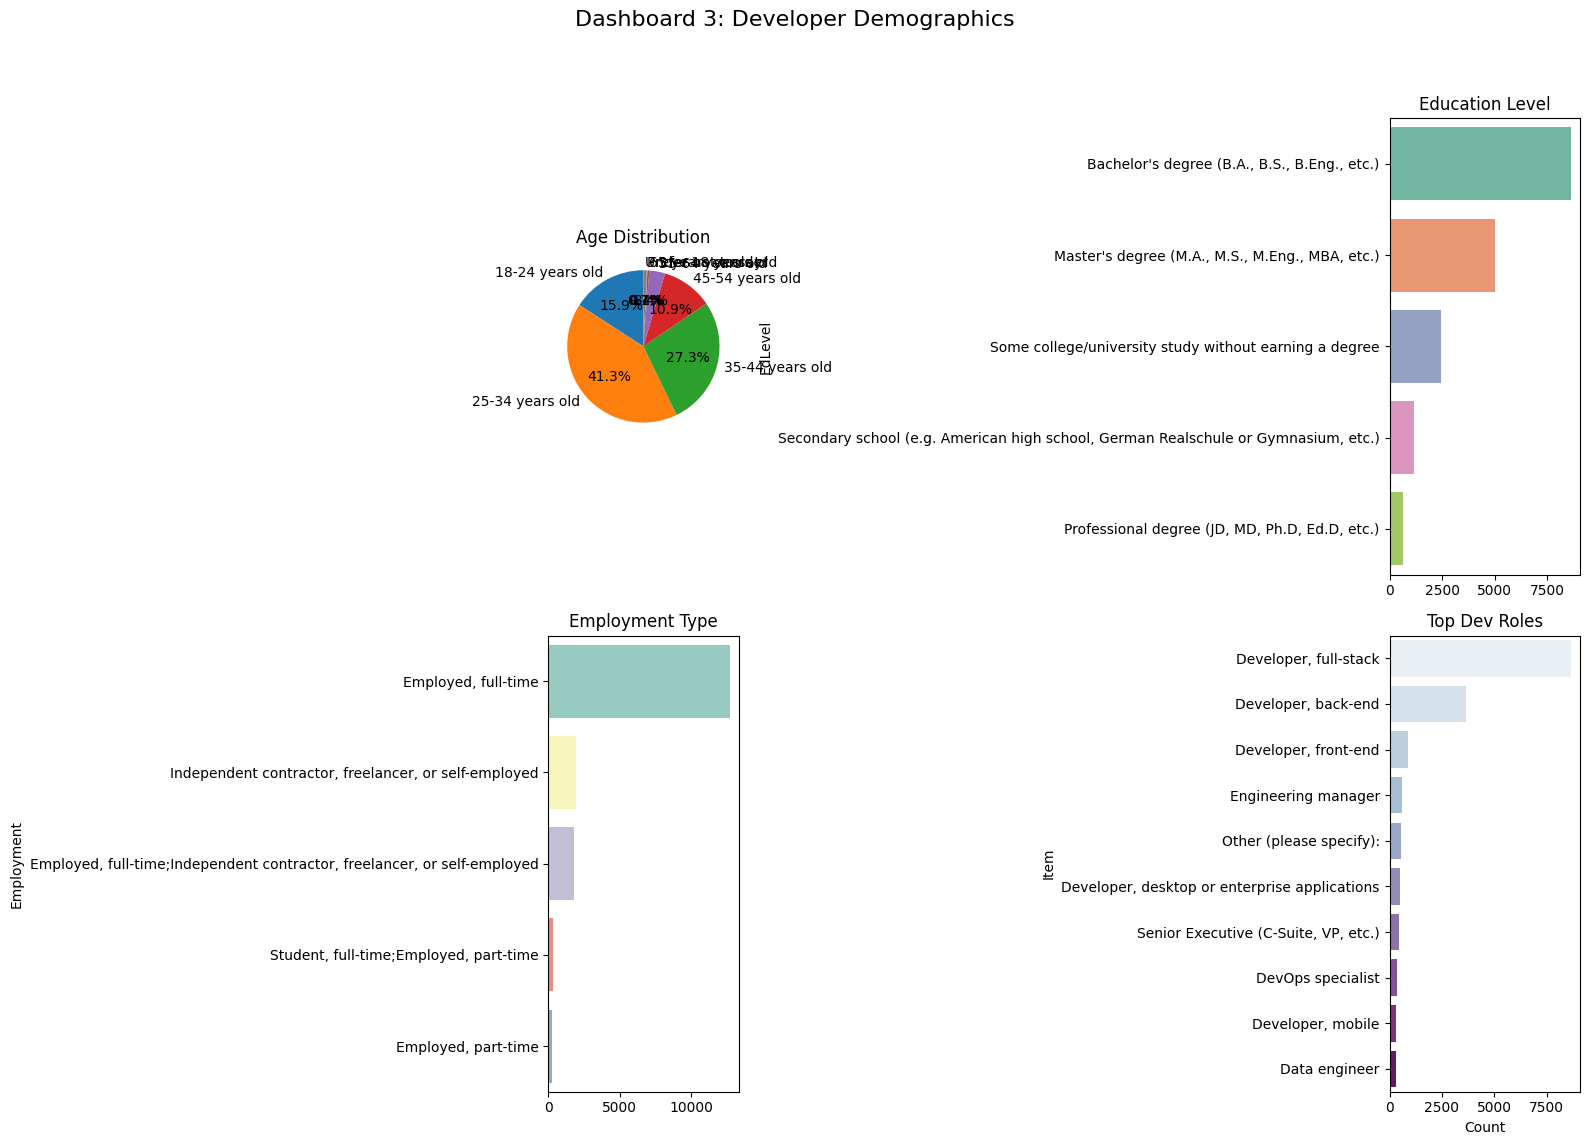 Dashboard 3: Developer Demographics
Age Distribution
18-24 years old
45-54 years old
35-44 years old
25-34 years old
15.9%
10.9%
27.3%
41.3%
Education Level
EdLevel
Bachelor's degree (B.A., B.S., B.Eng., etc.)
Master's degree (M.A., M.S., M.Eng., MBA, etc.)
Some college/university study without earning a degree
Secondary school (e.g. American high school, German Realschule or Gymnasium, etc.)
Professional degree (JD, MD, Ph.D, Ed.D, etc.)
0 2500 5000 7500
Employment Type
Employment
Employed, full-time
Independent contractor, freelancer, or self-employed
Employed, full-time;Independent contractor, freelancer, or self-employed
Student, full-time;Employed, part-time
Employed, part-time
0 5000 10000
Top Dev Roles
Item
Developer, full-stack
Developer, back-end
Developer, front-end
Engineering manager
Other (please specify):
Developer, desktop or enterprise applications
Senior Executive (C-Suite, VP, etc.)
DevOps specialist
Developer, mobile
Data engineer
0 2500 5000 7500
Count